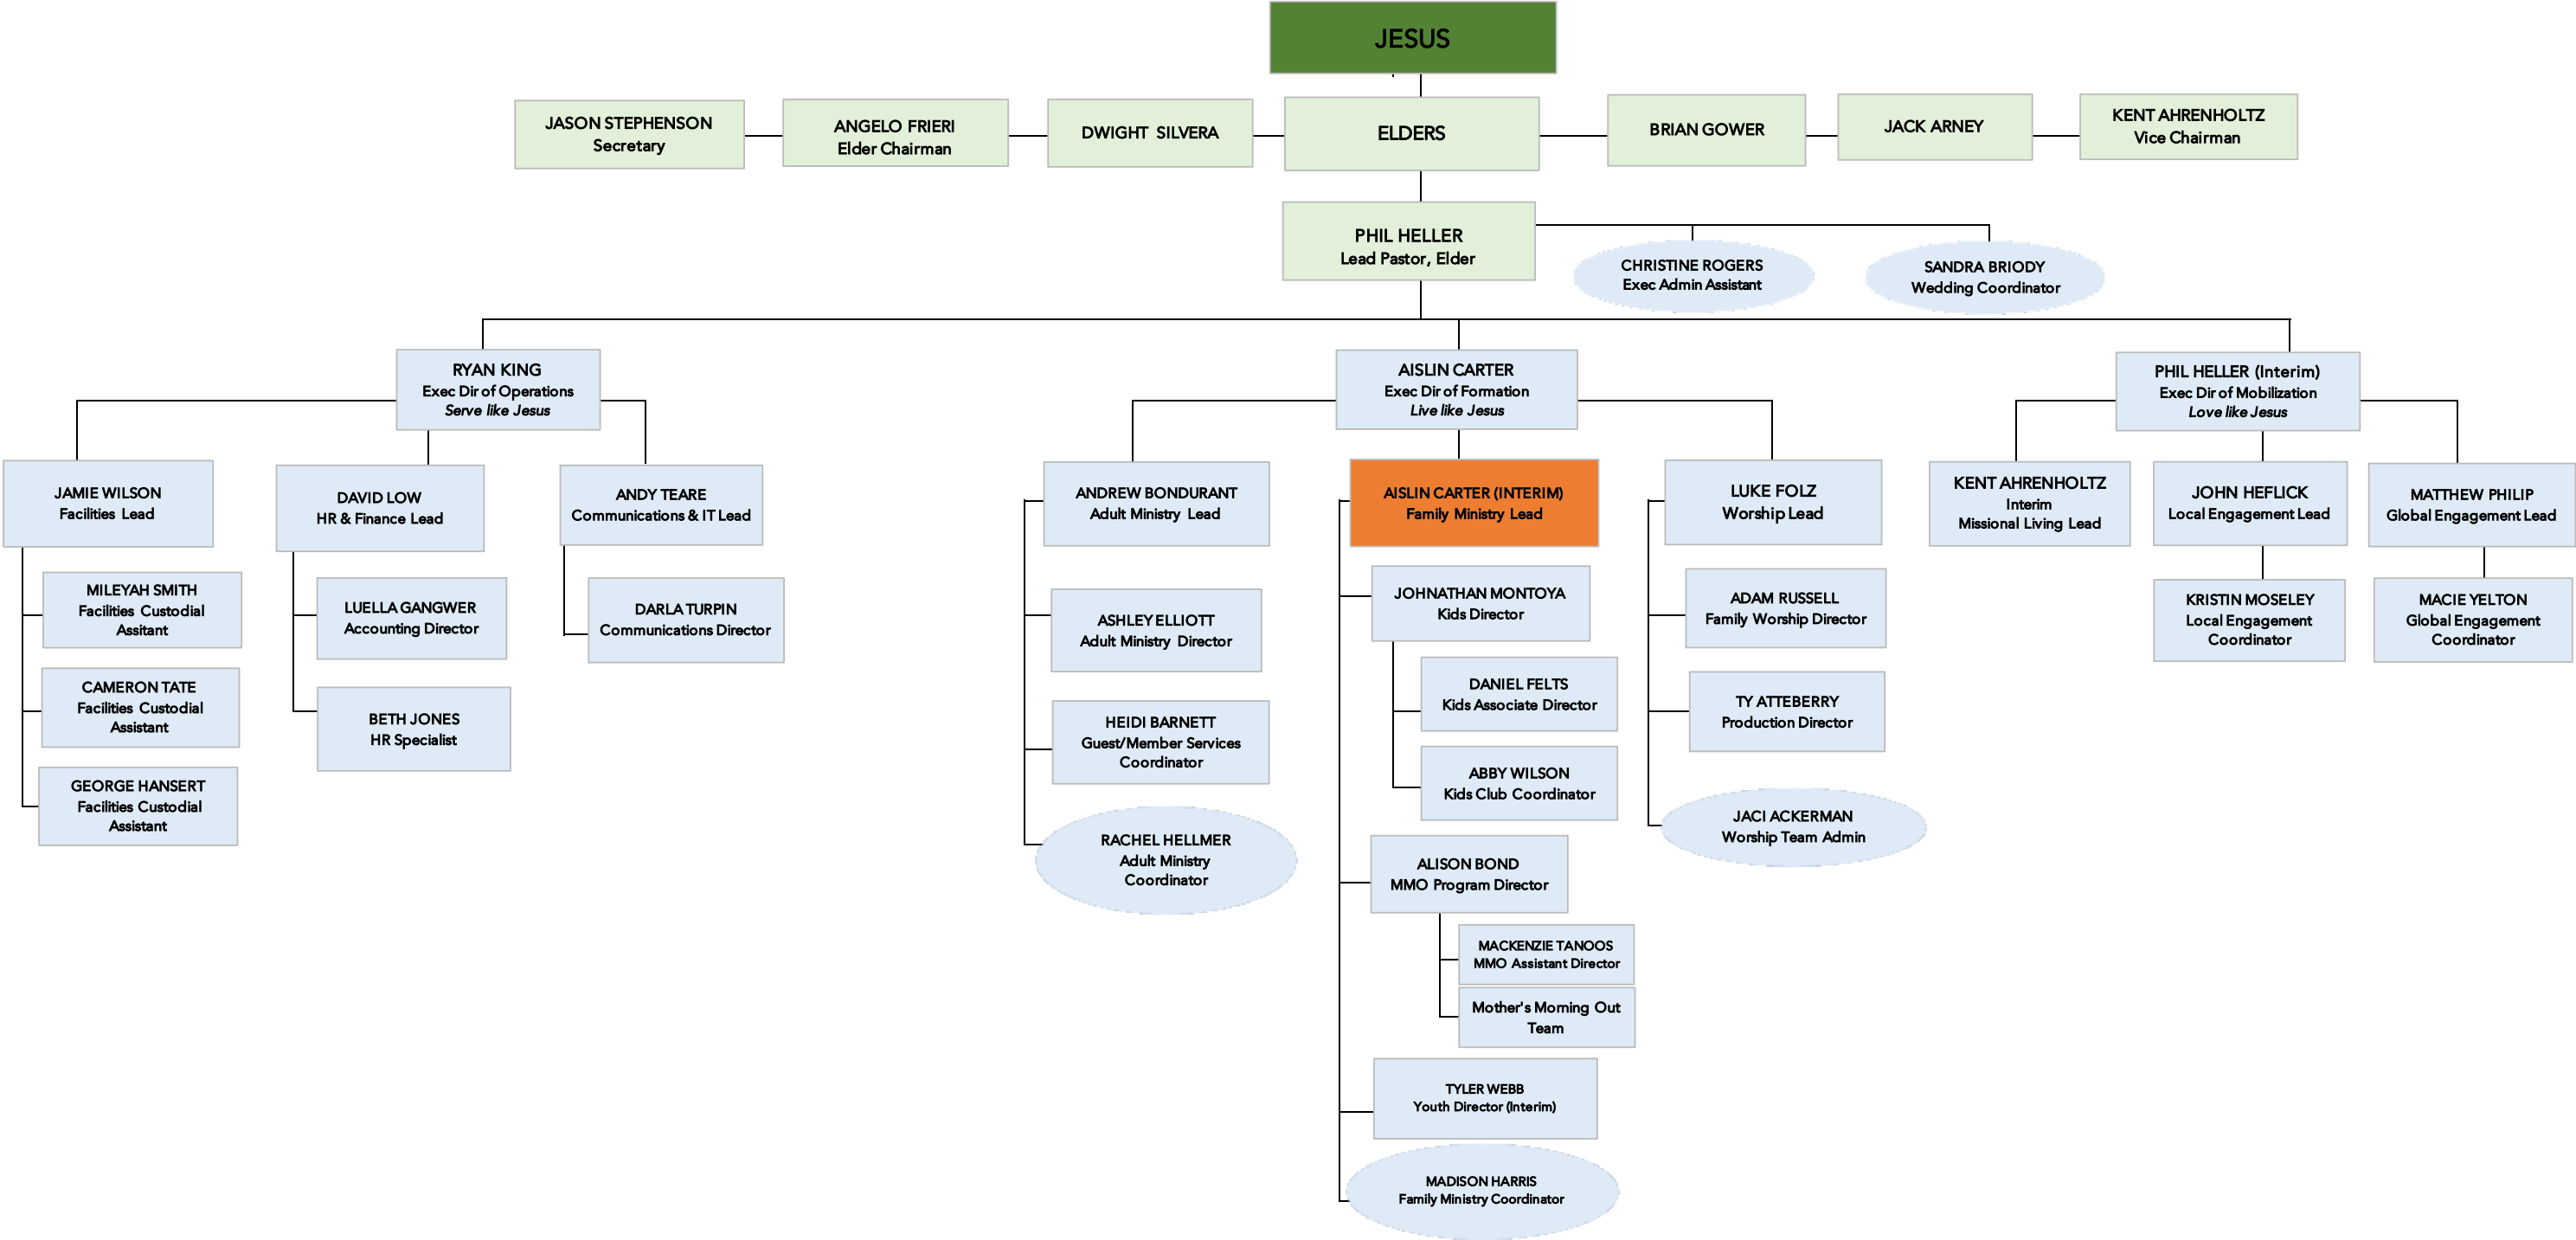 JESUS
JASON STEPHENSON
Secretary
ANGELO FRIERI
Elder Chairman
DWIGHT SILVERA
ELDERS
BRIAN GOWER
JACK ARNEY
KENT AHRENHOLTZ
Vice Chairman
PHIL HELLER
Lead Pastor, Elder
CHRISTINE ROGERS
Exec Admin Assistant
SANDRA BRIODY
Wedding Coordinator
RYAN KING
Exec Dir of Operations
Serve like Jesus
AISLIN CARTER
Exec Dir of Formation
Live like Jesus
PHIL HELLER (Interim)
Exec Dir of Mobilization
Love like Jesus
JAMIE WILSON
Facilities Lead
DAVID LOW
HR & Finance Lead
ANDY TEARE
Communications & IT Lead
ANDREW BONDURANT
Adult Ministry Lead
AISLIN CARTER (INTERIM)
Family Ministry Lead
LUKE FOLZ
Worship Lead
KENT AHRENHOLTZ
Interim
Missional Living Lead
JOHN HEFLICK
Local Engagement Lead
MATTHEW PHILIP
Global Engagement Lead
MILEYAH SMITH
Facilities Custodial
Assitant
CAMERON TATE
Facilities Custodial
Assistant
GEORGE HANSERT
Facilities Custodial
Assistant
LUELLA GANGWER
Accounting Director
BETH JONES
HR Specialist
DARLA TURPIN
Communications Director
ASHLEY ELLIOTT
Adult Ministry Director
HEIDI BARNETT
Guest/Member Services
Coordinator
RACHEL HELLMER
Adult Ministry
Coordinator
JOHNATHAN MONTOYA
Kids Director
DANIEL FELTS
Kids Associate Director
ABBY WILSON
Kids Club Coordinator
ALISON BOND
MMO Program Director
MACKENZIE TANOOS
MMO Assistant Director
Mother's Morning Out
Team
TYLER WEBB
Youth Director (Interim)
MADISON HARRIS
Family Ministry Coordinator
ADAM RUSSELL
Family Worship Director
TY ATTEBERRY
Production Director
JACI ACKERMAN
Worship Team Admin
KRISTIN MOSELEY
Local Engagement
Coordinator
MACIE YELTON
Global Engagement
Coordinator